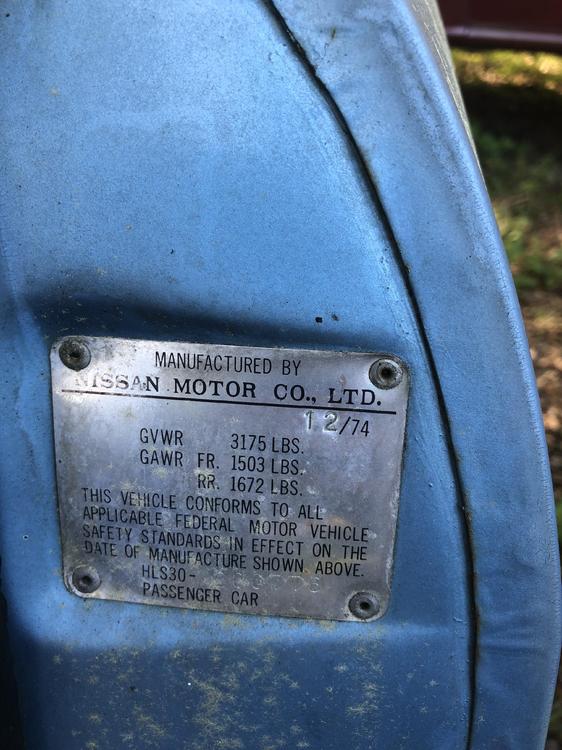 MANUFACTURED BY
NISSAN MOTOR CO., LTD.
12/74
GVWR 3175 LBS.
GAWR FR. 1503 LBS.
RR. 1672 LBS.
THIS VEHICLE CONFORMS TO ALL
APPLICABLE FEDERAL MOTOR VEHICLE
SAFETY STANDARDS IN EFFECT ON THE
DATE OF MANUFACTURE SHOWN ABOVE.
HLS30-
PASSENGER CAR